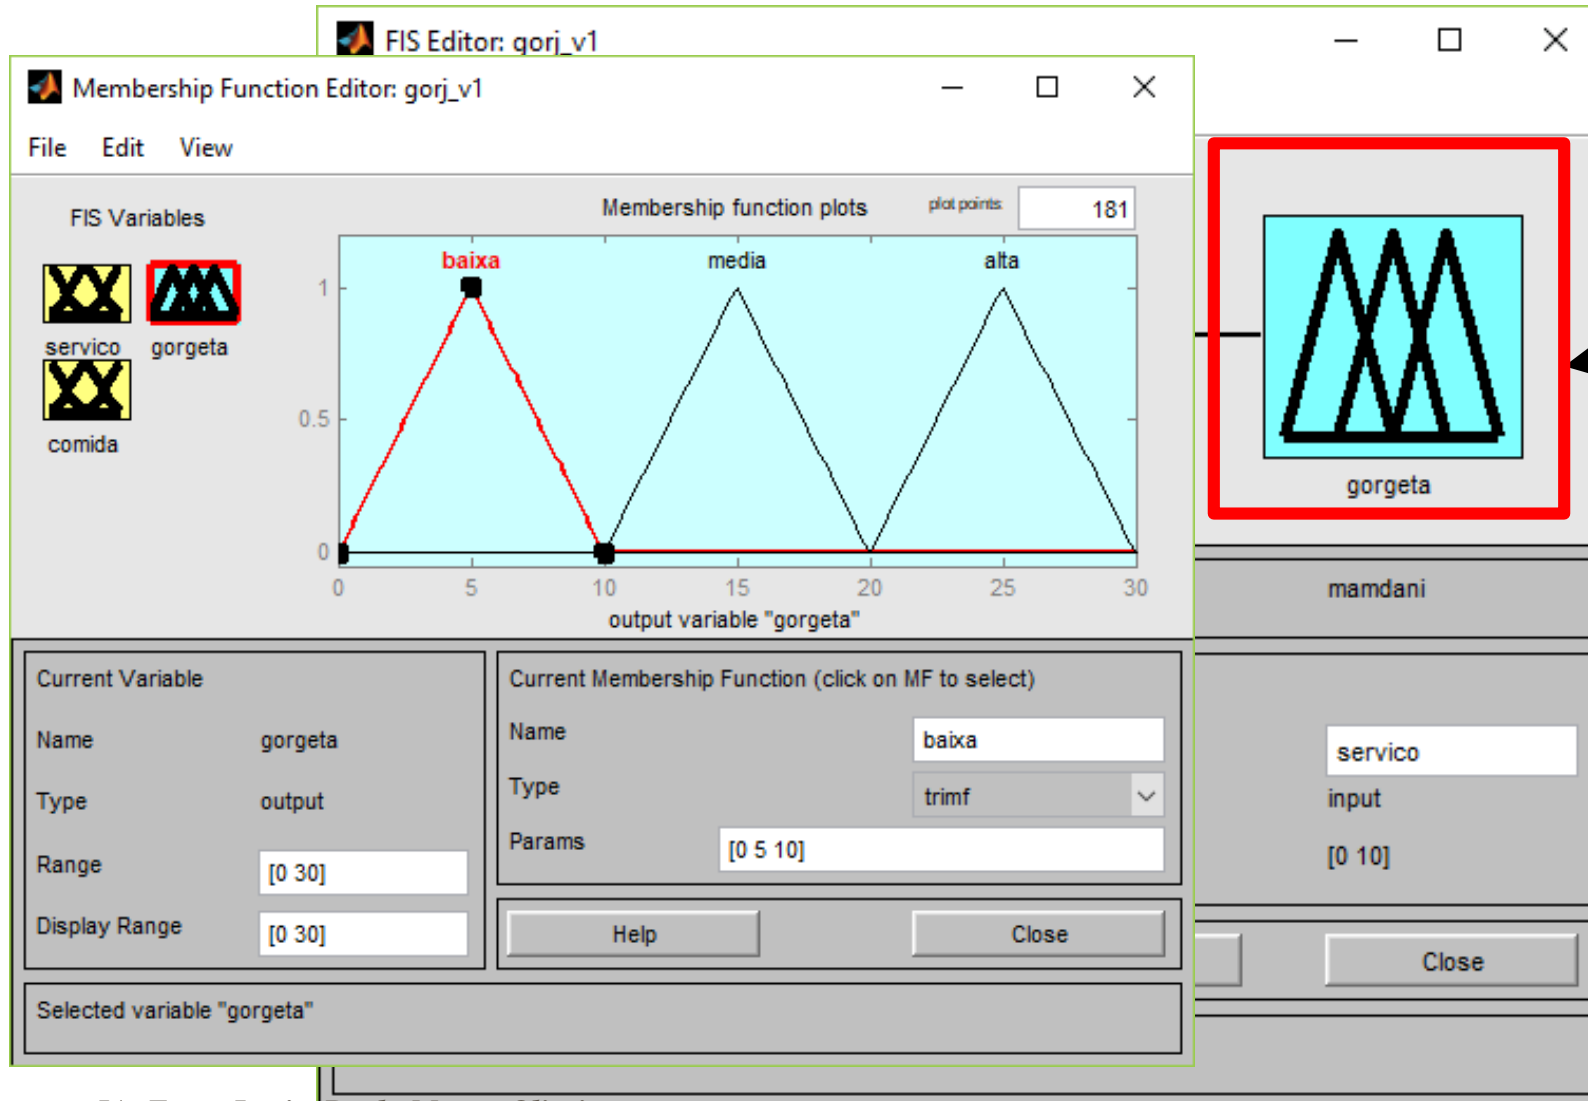 FIS Editor: gorj_v1
Membership Function Editor: gorj_v1
File Edit View
FIS Variables
servico gorgeta
comida
Membership function plots
plot points: 181
baixa media alta
1
0.5
0
0 5 10 15 20 25 30
output variable "gorgeta"
Current Variable
Name gorgeta
Type output
Range [0 30]
Display Range [0 30]
Current Membership Function (click on MF to select)
Name baixa
Type trimf
Params [0 5 10]
Help Close
Selected variable "gorgeta"
gorgeta
mamdani
servico
input
[0 10]
Close